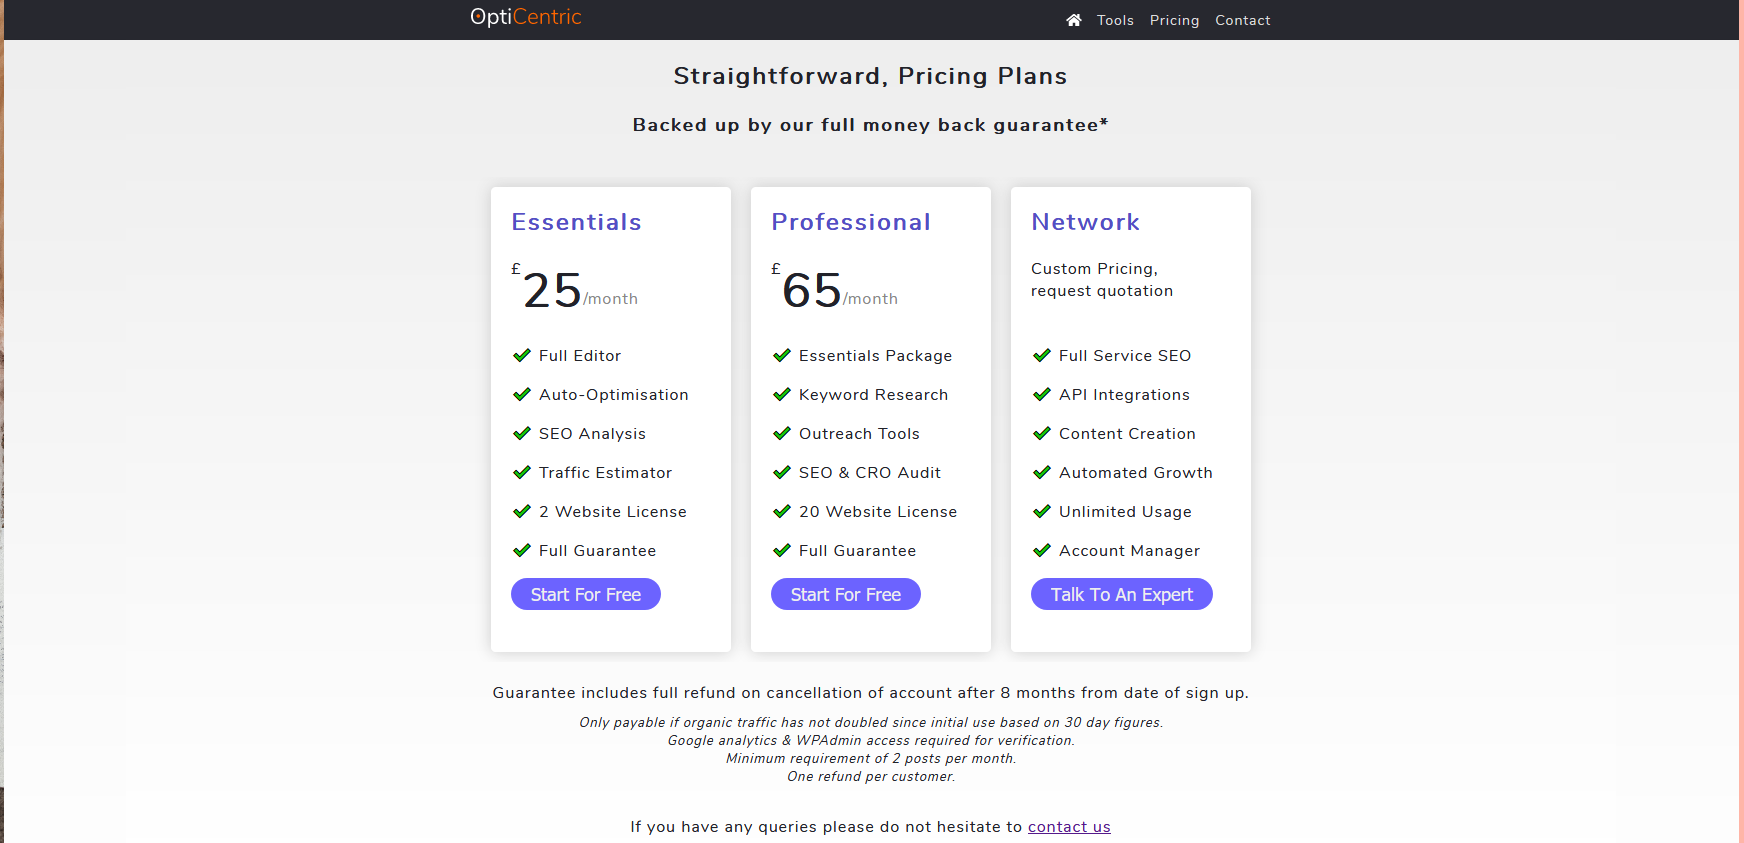 OptiCentric
Tools Pricing Contact
Straightforward, Pricing Plans
Backed up by our full money back guarantee*
Essentials
£25/month
Full Editor
Auto-Optimisation
SEO Analysis
Traffic Estimator
2 Website License
Full Guarantee
Start For Free
Professional
£65/month
Essentials Package
Keyword Research
Outreach Tools
SEO & CRO Audit
20 Website License
Full Guarantee
Start For Free
Network
Custom Pricing,
request quotation
Full Service SEO
API Integrations
Content Creation
Automated Growth
Unlimited Usage
Account Manager
Talk To An Expert
Guarantee includes full refund on cancellation of account after 8 months from date of sign up.
Only payable if organic traffic has not doubled since initial use based on 30 day figures.
Google analytics & WPAdmin access required for verification.
Minimum requirement of 2 posts per month.
One refund per customer.
If you have any queries please do not hesitate to contact us